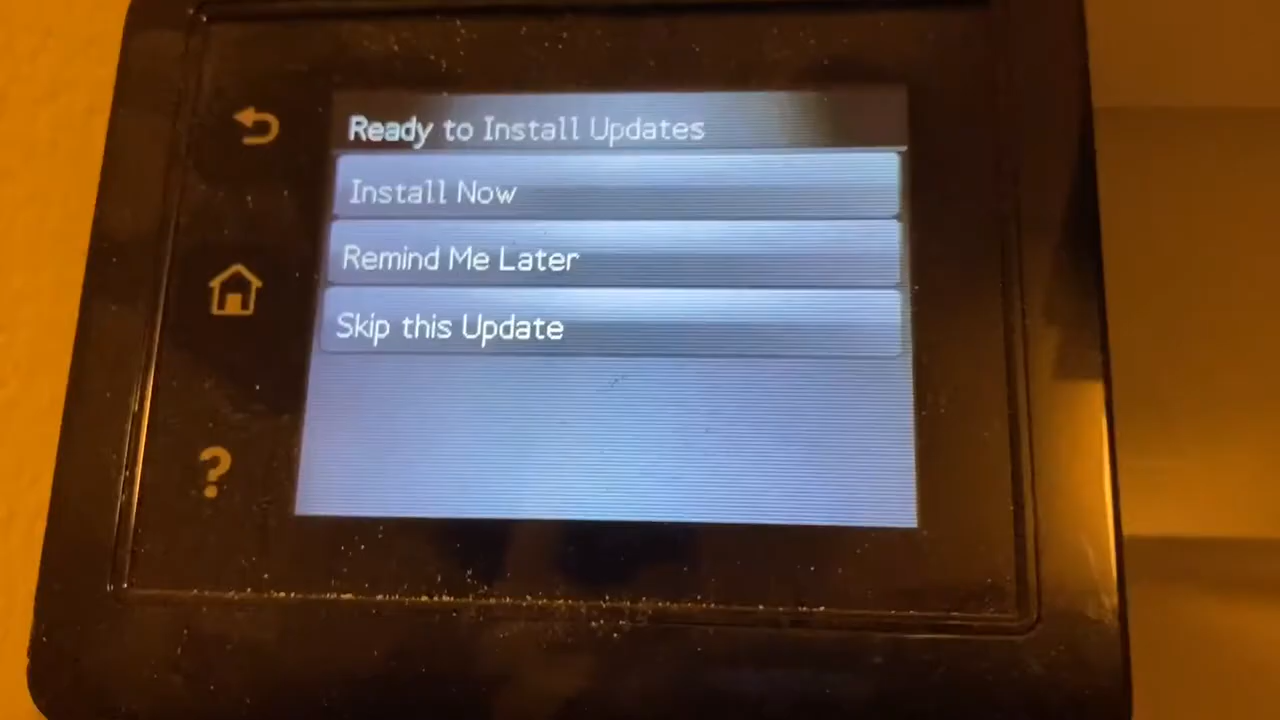 Ready to Install Updates
Install Now
Remind Me Later
Skip this Update
?